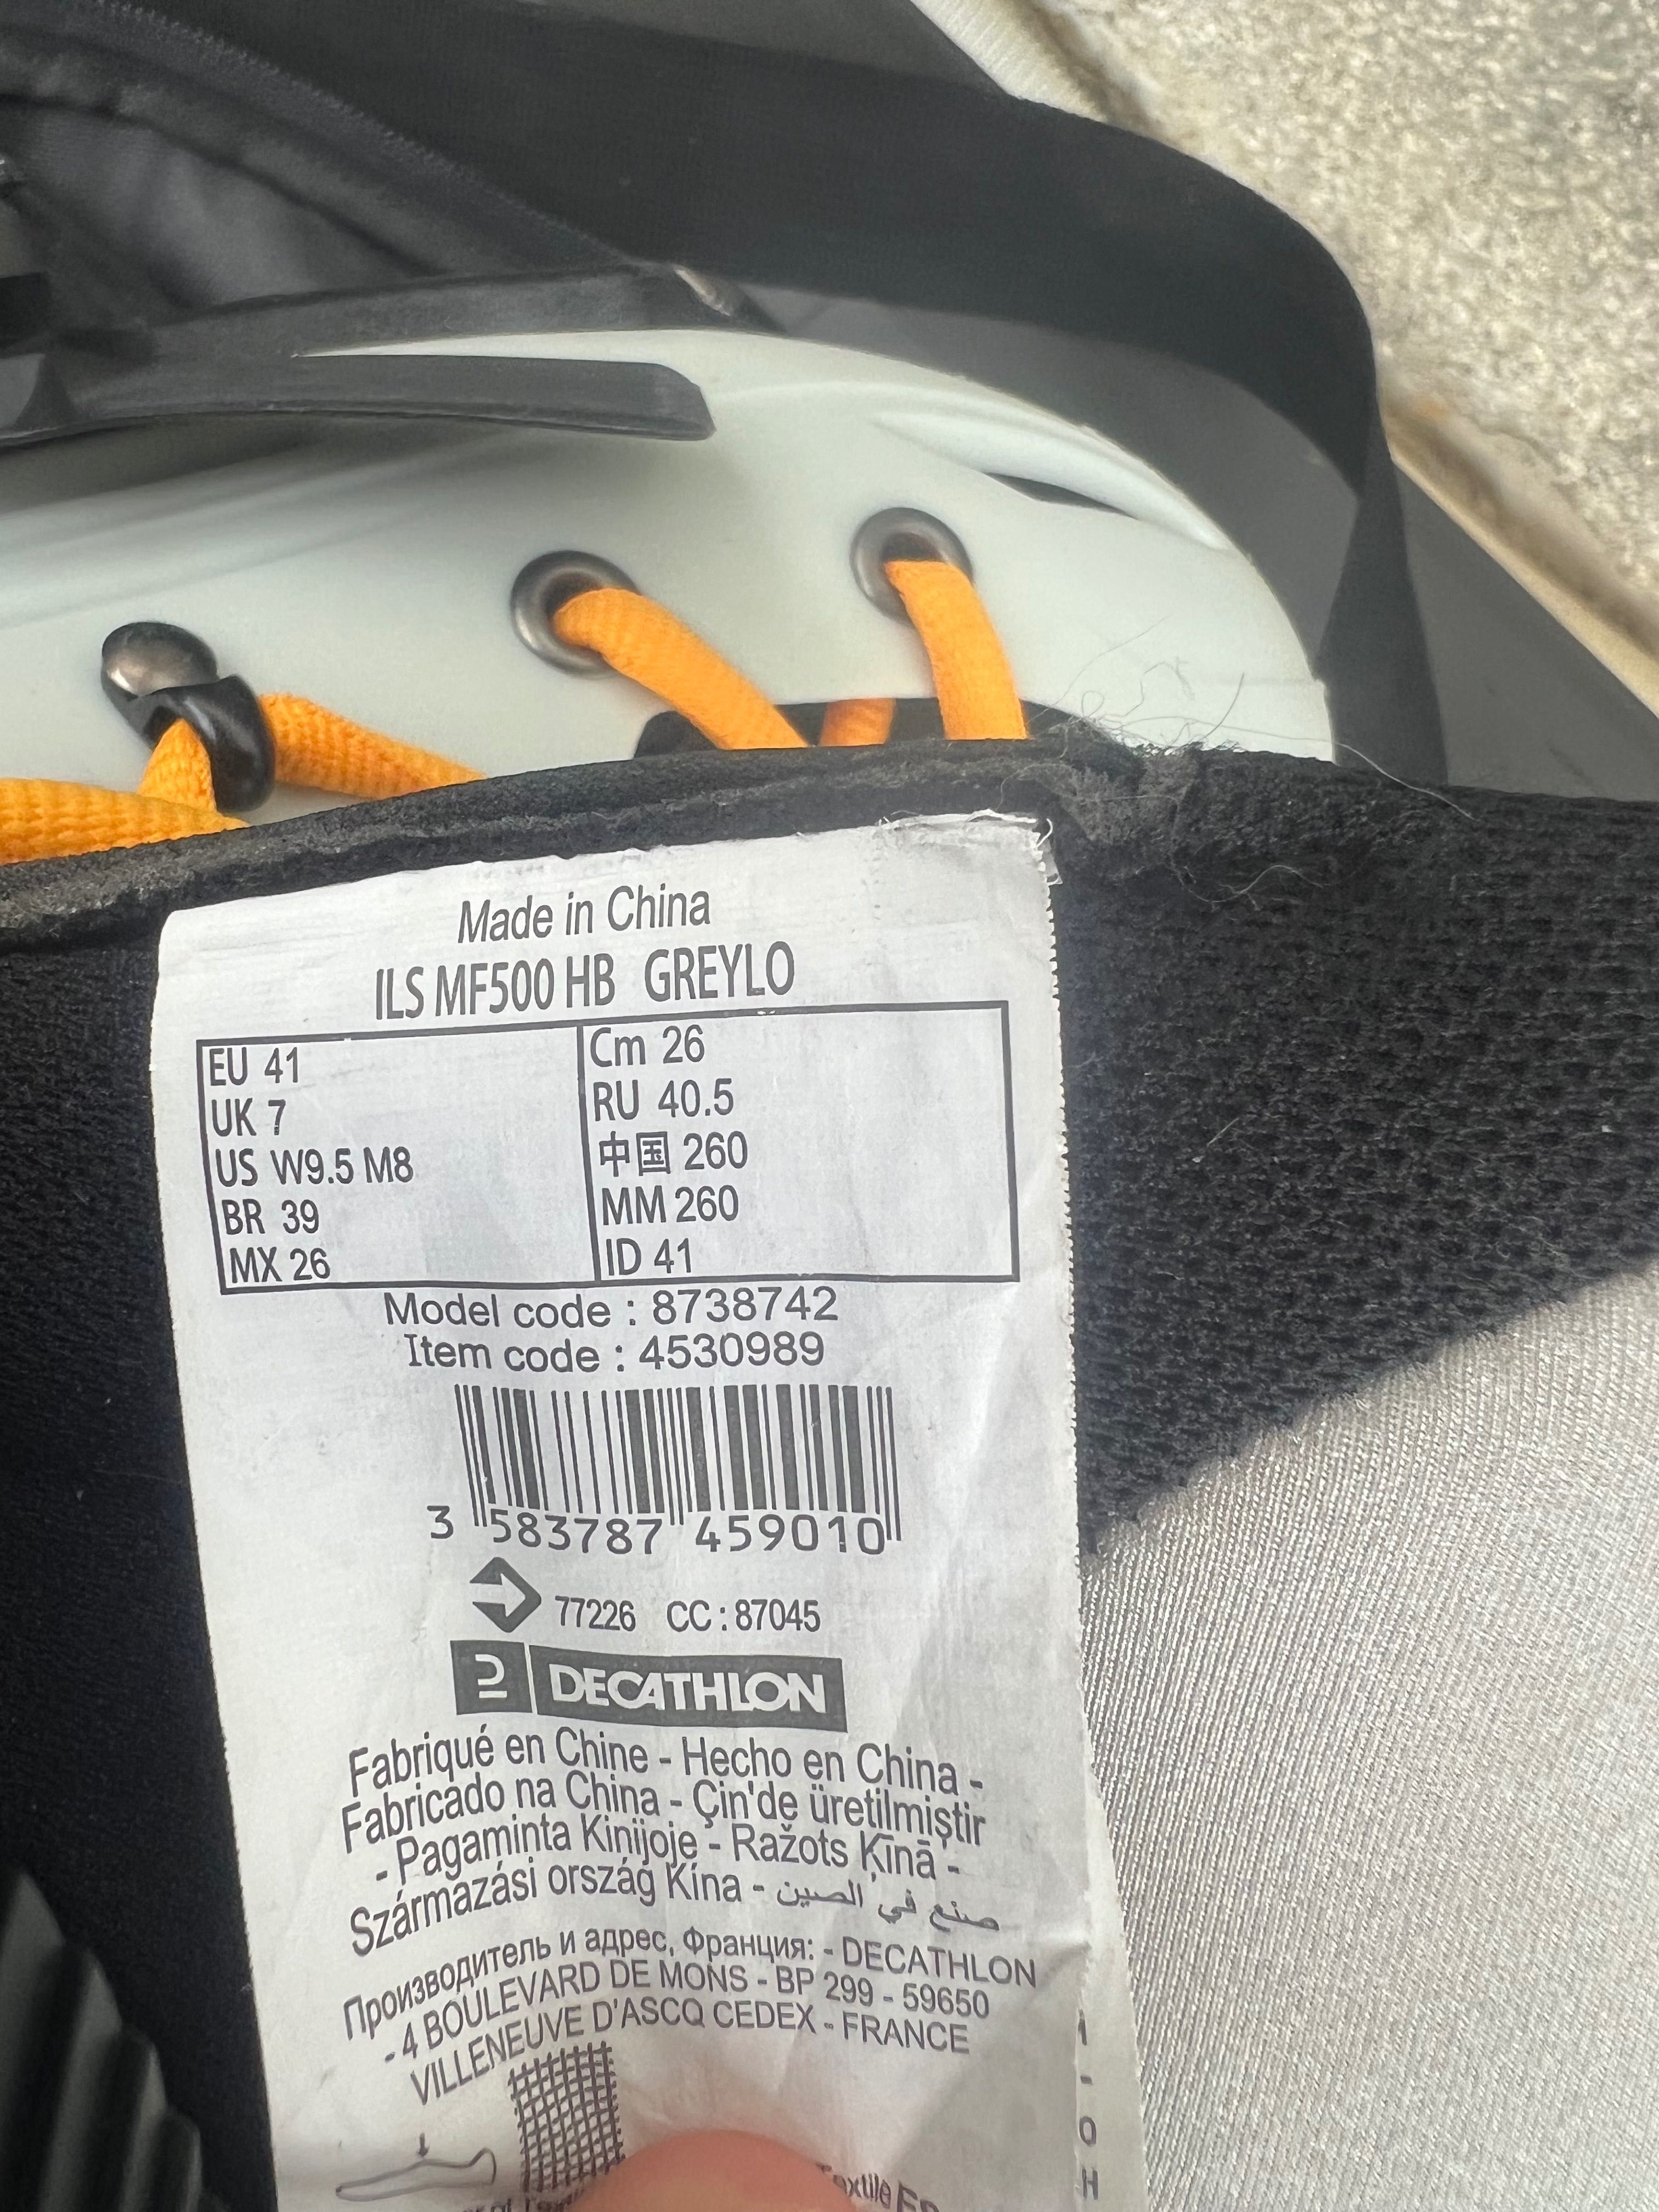 Made in China
ILS MF500 HB GREYLO
EU 41
UK 7
US W9.5 M8
BR 39
MX 26
Cm 26
RU 40.5
中国 260
MM 260
ID 41
Model code : 8738742
Item code : 4530989
3 583787 459010
77226 CC : 87045
DECATHLON
Fabriqué en Chine - Hecho en China -
Fabricado na China - Çin'de üretilmiştir
- Pagaminta Kinijoje - Ražots Ķīnā -
Származási ország Kína - صنع في الصين
Производитель и адрес, Франция: - DECATHLON
- 4 BOULEVARD DE MONS - BP 299 - 59650
VILLENEUVE D'ASCQ CEDEX - FRANCE